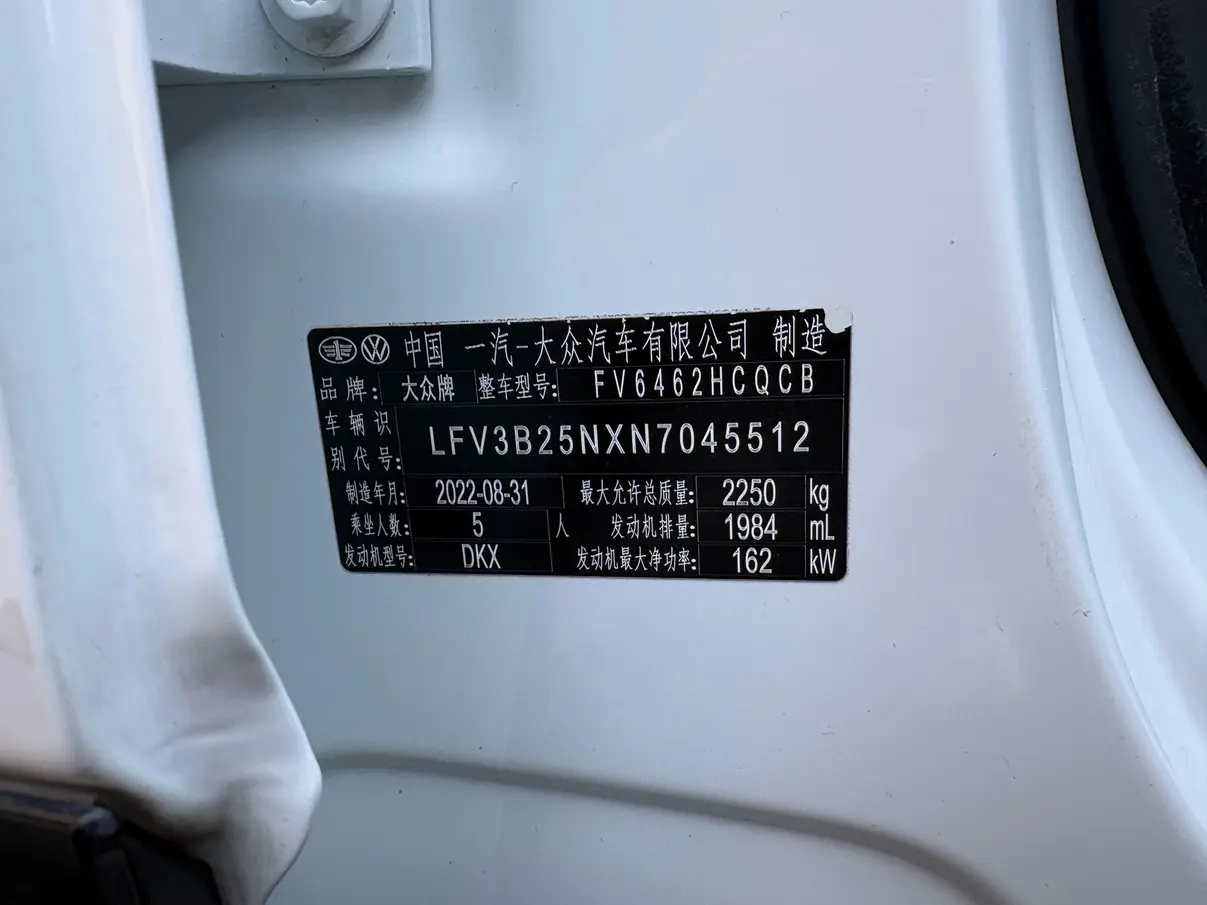 中国 一汽-大众汽车有限公司 制造
品牌: 大众牌 整车型号: FV6462HCQCB
车辆识别代号: LFV3B25NXN7045512
制造年月: 2022-08-31 最大允许总质量: 2250 kg
乘坐人数: 5 人 发动机排量: 1984 mL
发动机型号: DKX 发动机最大净功率: 162 kW